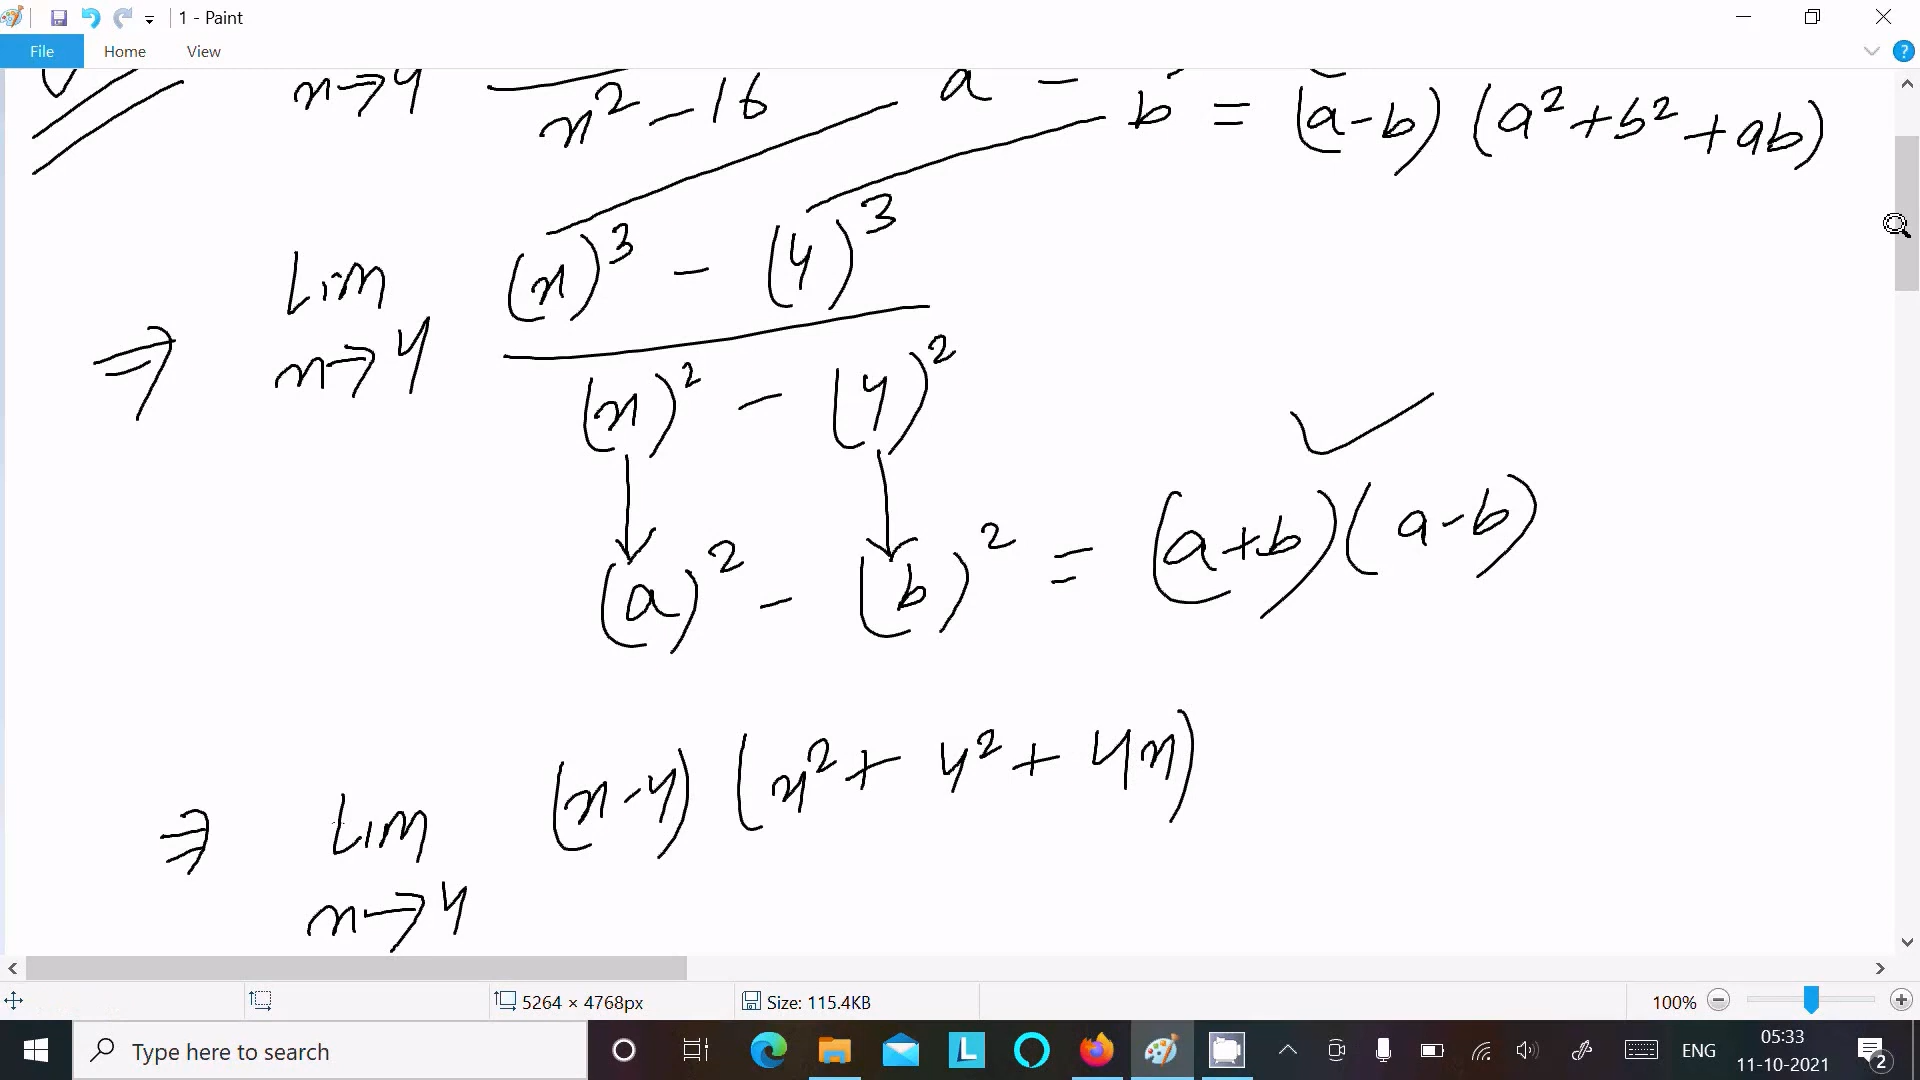 1 - Paint
File Home View
x→4 x² - 16 a - b = (a-b) (a²+b²+ab)
⇒ Lim x→4 (x)³ - (4)³
(x)² - (4)²
(a)² - (b)² = (a+b)(a-b)
⇒ Lim x→4 (x-4) (x² + 4² + 4x)
5264 × 4768px Size: 115.4KB 100%
Type here to search
L
ENG
05:33
11-10-2021
2